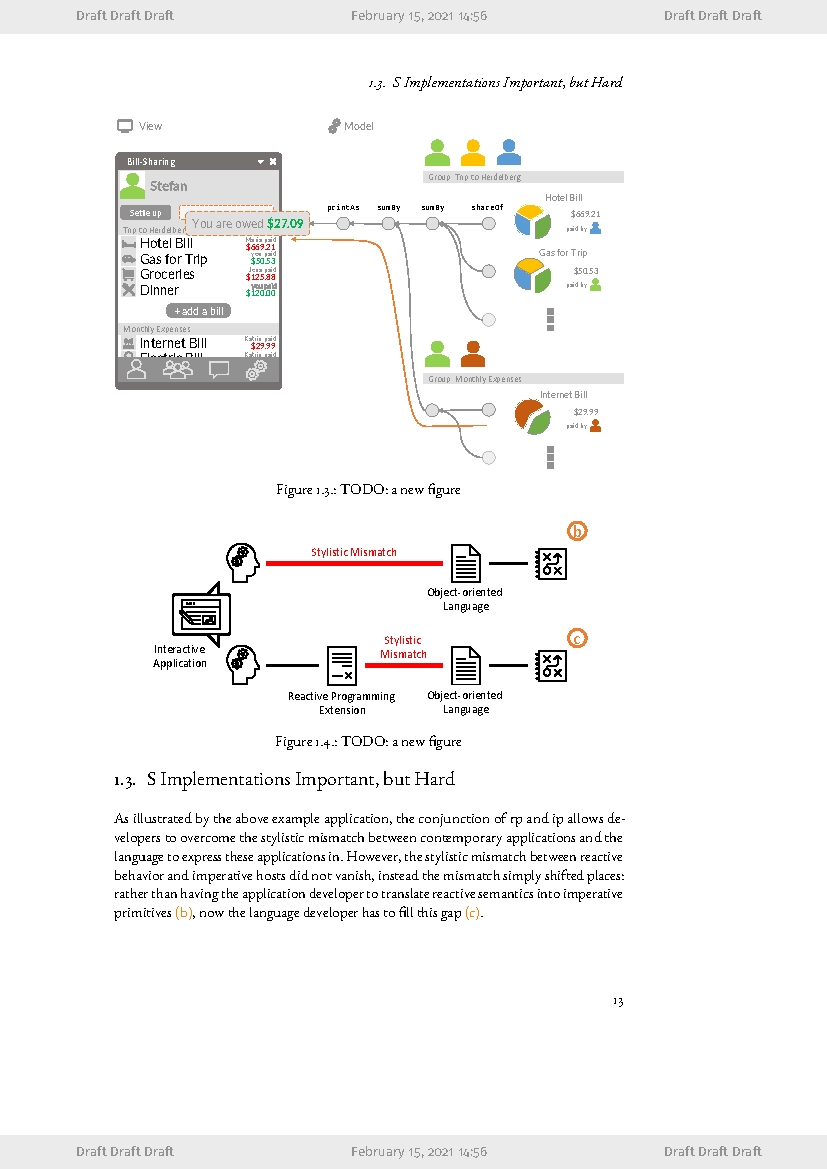 Draft Draft Draft February 15, 2021 14:56 Draft Draft Draft
1.3. S Implementations Important, but Hard
View
Model
Bill-Sharing
Stefan
Settle up
You are owed $27.09
Trip to Heidelber
Hotel Bill
Maria paid
$669.21
Gas for Trip
you paid
$50.53
Groceries
Jens paid
$125.88
Dinner
you paid
$120.00
+ add a bill
Monthly Expenses
Internet Bill
Katrin paid
$29.99
Electric Bill
Katrin paid
printAs sumBy sumBy shareOf
Group: Trip to Heidelberg
Hotel Bill
$669.21
paid by
Gas for Trip
$50.53
paid by
Group: Monthly Expenses
Internet Bill
$29.99
paid by
Figure 1.3.: TODO: a new figure
b
Stylistic Mismatch
Object-oriented
Language
Interactive
Application
c
Stylistic
Mismatch
Reactive Programming
Extension
Object-oriented
Language
Figure 1.4.: TODO: a new figure
1.3. S Implementations Important, but Hard
As illustrated by the above example application, the conjunction of rp and ip allows de-
velopers to overcome the stylistic mismatch between contemporary applications and the
language to express these applications in. However, the stylistic mismatch between reactive
behavior and imperative hosts did not vanish, instead the mismatch simply shifted places:
rather than having the application developer to translate reactive semantics into imperative
primitives (b), now the language developer has to fill this gap (c).
13
Draft Draft Draft February 15, 2021 14:56 Draft Draft Draft